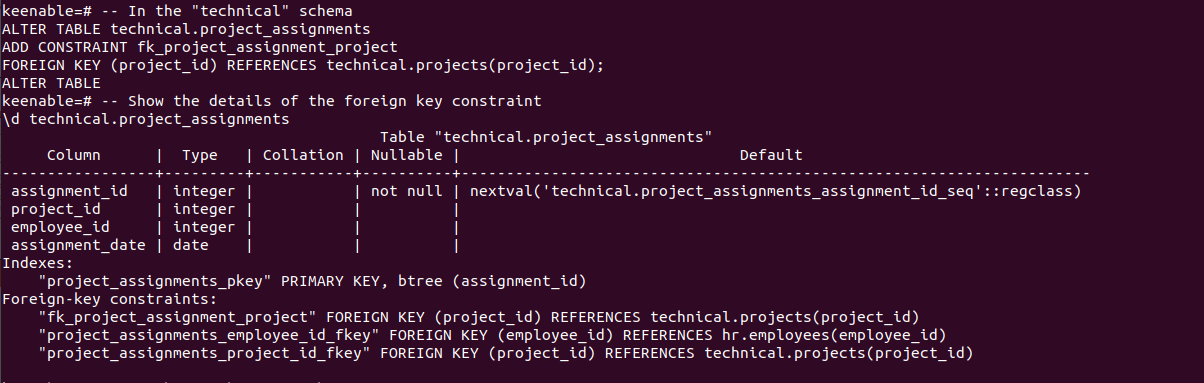 keenable=# -- In the "technical" schema
ALTER TABLE technical.project_assignments
ADD CONSTRAINT fk_project_assignment_project
FOREIGN KEY (project_id) REFERENCES technical.projects(project_id);
ALTER TABLE
keenable=# -- Show the details of the foreign key constraint
\d technical.project_assignments
                                          Table "technical.project_assignments"
     Column      |  Type   | Collation | Nullable |                               Default
-----------------+---------+-----------+----------+----------------------------------------------------------------------
 assignment_id   | integer |           | not null | nextval('technical.project_assignments_assignment_id_seq'::regclass)
 project_id      | integer |           |          |
 employee_id     | integer |           |          |
 assignment_date | date    |           |          |
Indexes:
    "project_assignments_pkey" PRIMARY KEY, btree (assignment_id)
Foreign-key constraints:
    "fk_project_assignment_project" FOREIGN KEY (project_id) REFERENCES technical.projects(project_id)
    "project_assignments_employee_id_fkey" FOREIGN KEY (employee_id) REFERENCES hr.employees(employee_id)
    "project_assignments_project_id_fkey" FOREIGN KEY (project_id) REFERENCES technical.projects(project_id)